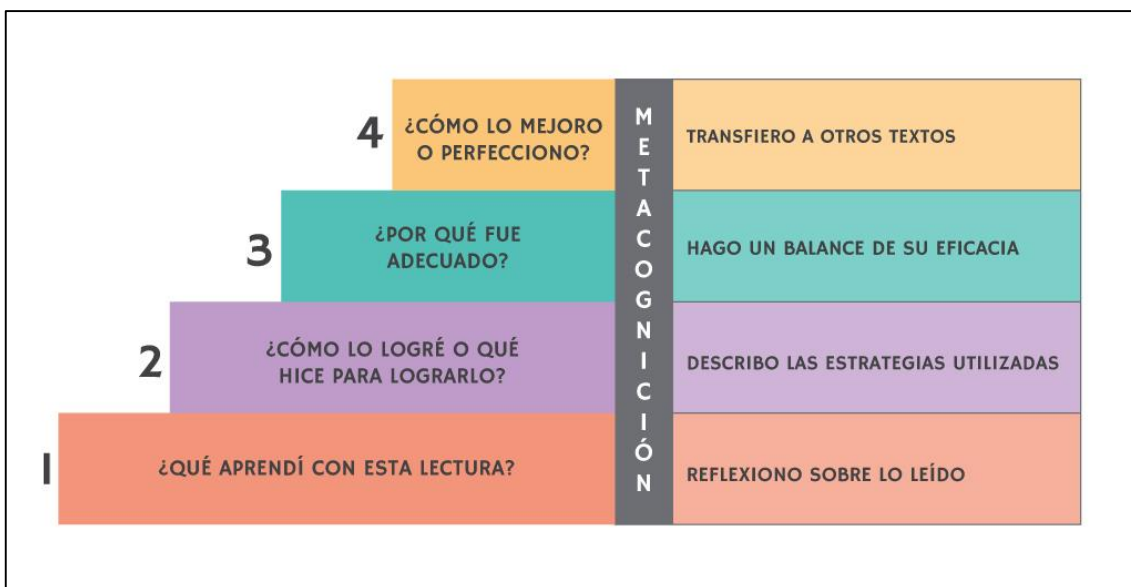 4
¿CÓMO LO MEJORO
O PERFECCIONO?
TRANSFIERO A OTROS TEXTOS
3
¿POR QUÉ FUE
ADECUADO?
HAGO UN BALANCE DE SU EFICACIA
2
¿CÓMO LO LOGRÉ O QUÉ
HICE PARA LOGRARLO?
DESCRIBO LAS ESTRATEGIAS UTILIZADAS
1
¿QUÉ APRENDÍ CON ESTA LECTURA?
REFLEXIONO SOBRE LO LEÍDO
METACOGNICIÓN